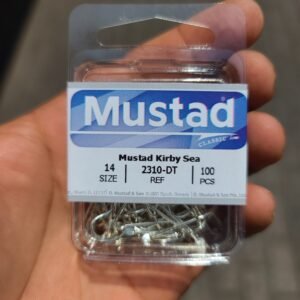 Mustad
CLASSIC
Mustad Kirby Sea
14 2310-DT 100
SIZE REF PCS